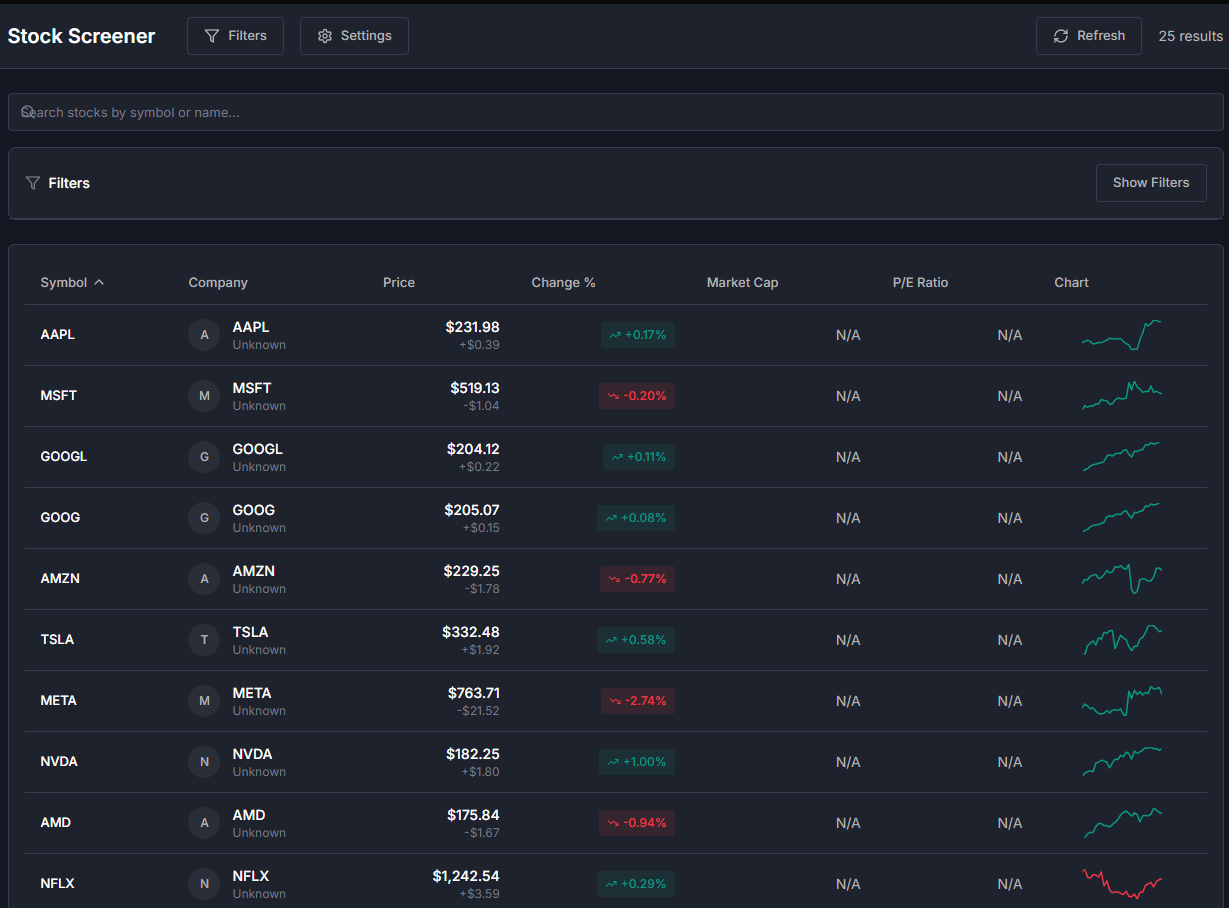 Stock Screener Filters Settings Refresh 25 results
Search stocks by symbol or name...
Filters Show Filters
Symbol Company Price Change % Market Cap P/E Ratio Chart
AAPL A AAPL $231.98 +0.17% N/A N/A
Unknown +$0.39
MSFT M MSFT $519.13 -0.20% N/A N/A
Unknown -$1.04
GOOGL G GOOGL $204.12 +0.11% N/A N/A
Unknown +$0.22
GOOG G GOOG $205.07 +0.08% N/A N/A
Unknown +$0.15
AMZN A AMZN $229.25 -0.77% N/A N/A
Unknown -$1.78
TSLA T TSLA $332.48 +0.58% N/A N/A
Unknown +$1.92
META M META $763.71 -2.74% N/A N/A
Unknown -$21.52
NVDA N NVDA $182.25 +1.00% N/A N/A
Unknown +$1.80
AMD A AMD $175.84 -0.94% N/A N/A
Unknown -$1.67
NFLX N NFLX $1,242.54 +0.29% N/A N/A
Unknown +$3.59